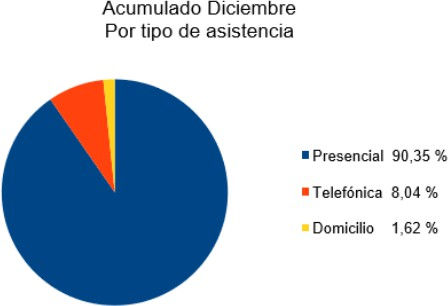 Acumulado Diciembre
Por tipo de asistencia
Presencial 90,35 %
Telefónica 8,04 %
Domicilio 1,62 %